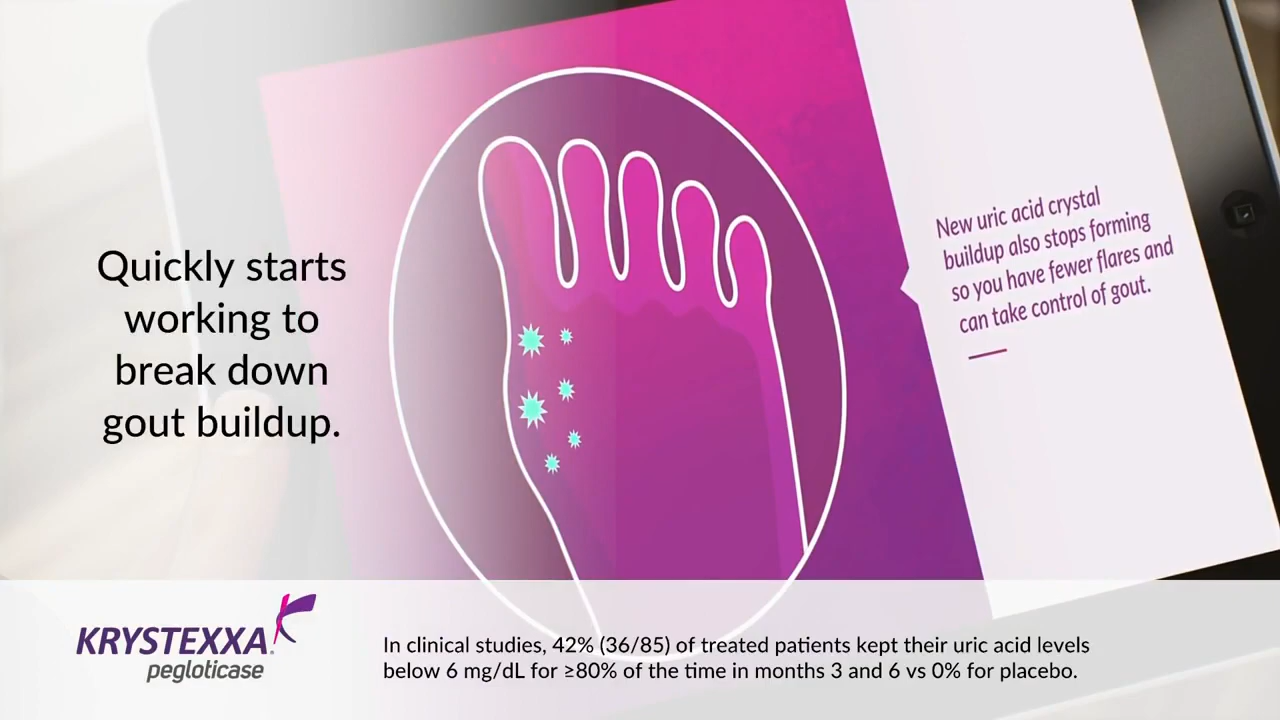 Quickly starts
working to
break down
gout buildup.
New uric acid crystal
buildup also stops forming
so you have fewer flares and
can take control of gout.
KRYSTEXXA®
pegloticase
In clinical studies, 42% (36/85) of treated patients kept their uric acid levels
below 6 mg/dL for ≥80% of the time in months 3 and 6 vs 0% for placebo.